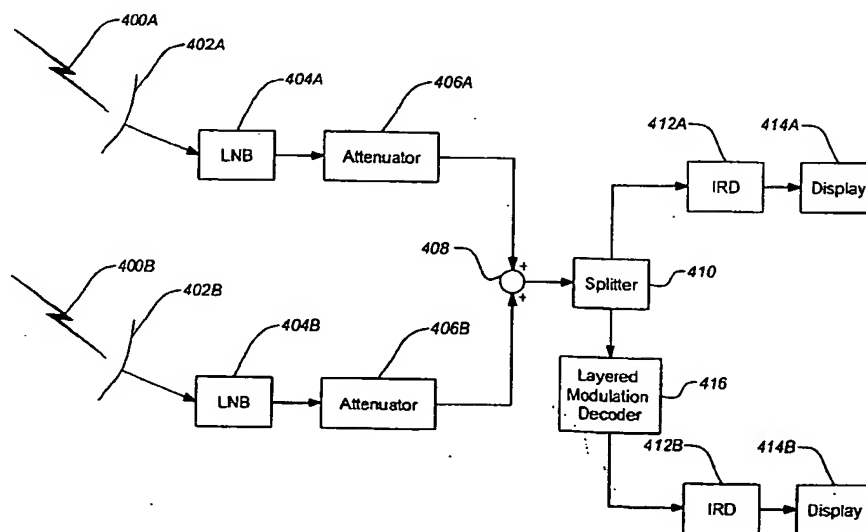 400A
402A
404A
406A
LNB
Attenuator
412A
414A
IRD
Display
408
+
+
Splitter
410
400B
402B
404B
406B
LNB
Attenuator
Layered
Modulation
Decoder
416
412B
414B
IRD
Display